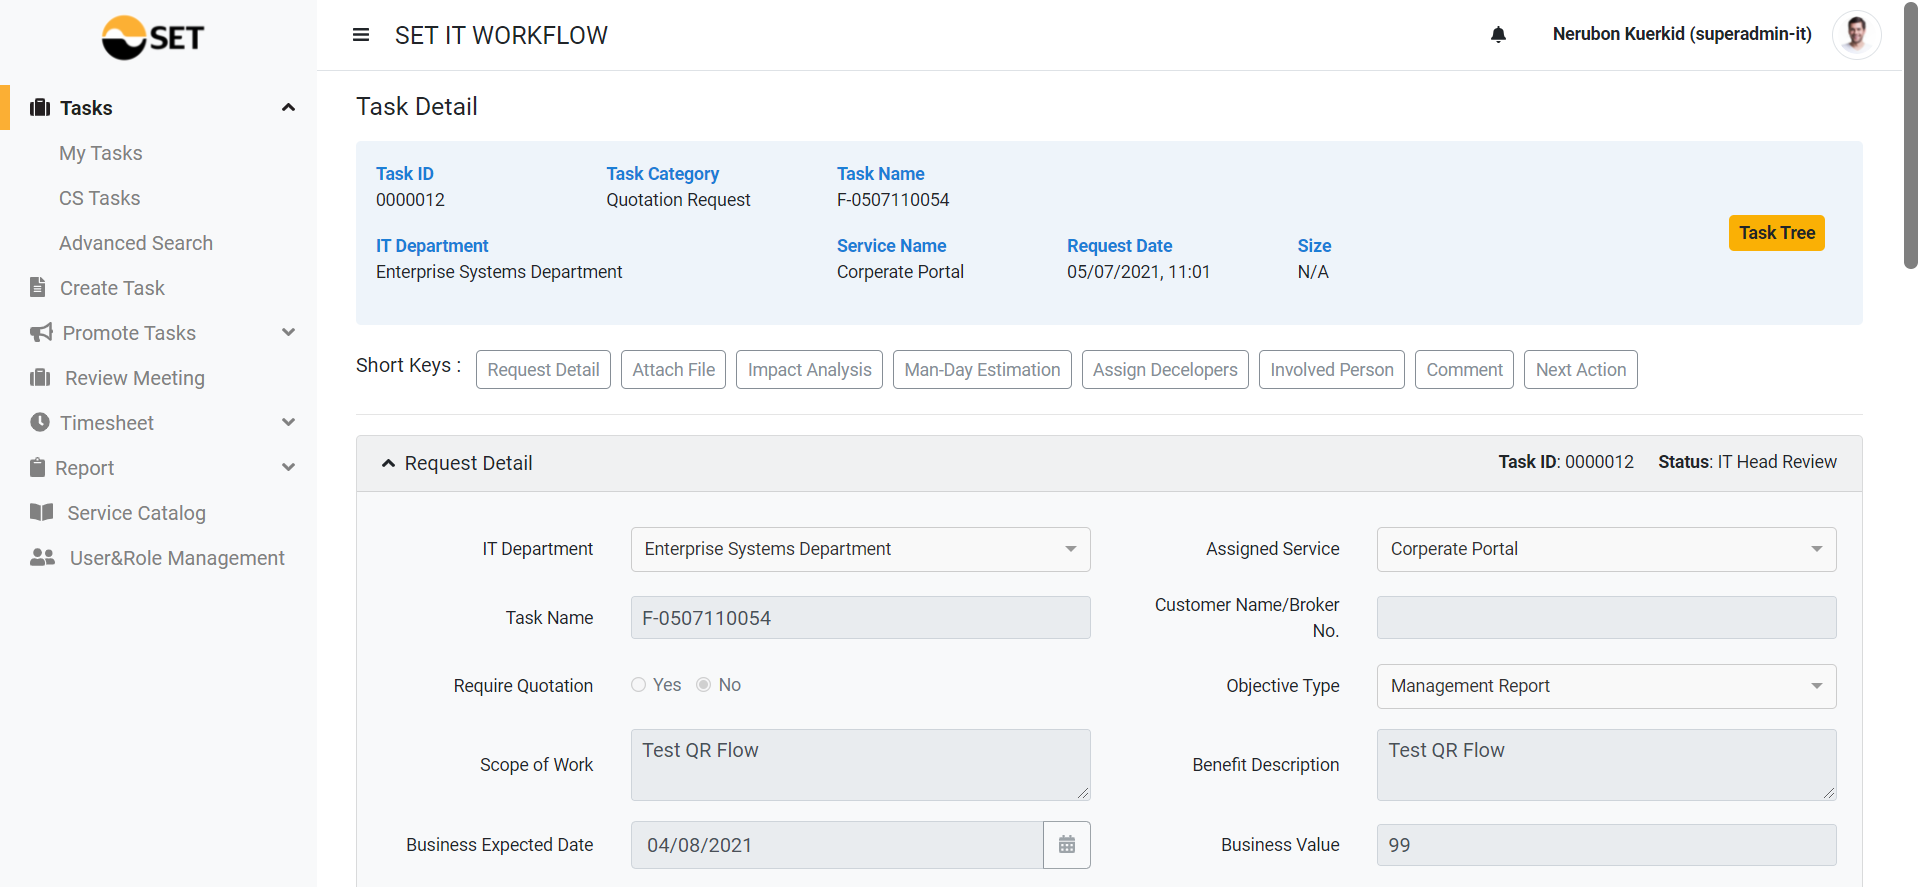 SET
SET IT WORKFLOW
Nerubon Kuerkid (superadmin-it)
Tasks
My Tasks
CS Tasks
Advanced Search
Create Task
Promote Tasks
Review Meeting
Timesheet
Report
Service Catalog
User&Role Management
Task Detail
Task ID
0000012
Task Category
Quotation Request
Task Name
F-0507110054
IT Department
Enterprise Systems Department
Service Name
Corperate Portal
Request Date
05/07/2021, 11:01
Size
N/A
Task Tree
Short Keys :
Request Detail
Attach File
Impact Analysis
Man-Day Estimation
Assign Decelopers
Involved Person
Comment
Next Action
Request Detail
Task ID: 0000012
Status: IT Head Review
IT Department
Enterprise Systems Department
Assigned Service
Corperate Portal
Task Name
F-0507110054
Customer Name/Broker
No.
Require Quotation
Yes
No
Objective Type
Management Report
Scope of Work
Test QR Flow
Benefit Description
Test QR Flow
Business Expected Date
04/08/2021
Business Value
99